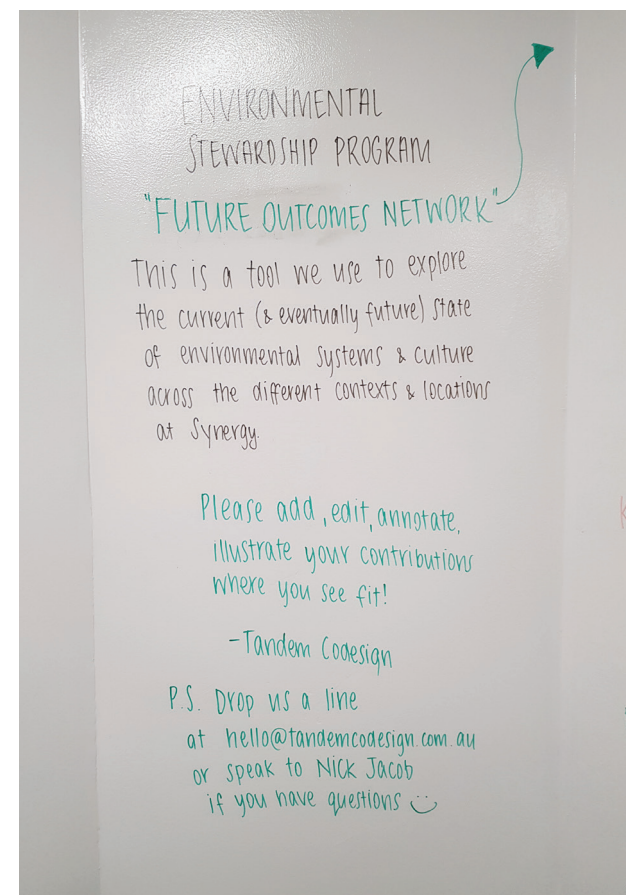 ENVIRONMENTAL
STEWARDSHIP PROGRAM
"FUTURE OUTCOMES NETWORK"
This is a tool we use to explore
the current (& eventually future) state
of environmental systems & culture
across the different contexts & locations
at Synergy.
Please add, edit, annotate,
illustrate your contributions
where you see fit!
-Tandem Codesign
P.S. Drop us a line
at hello@tandemcodesign.com.au
or speak to Nick Jacob
if you have questions